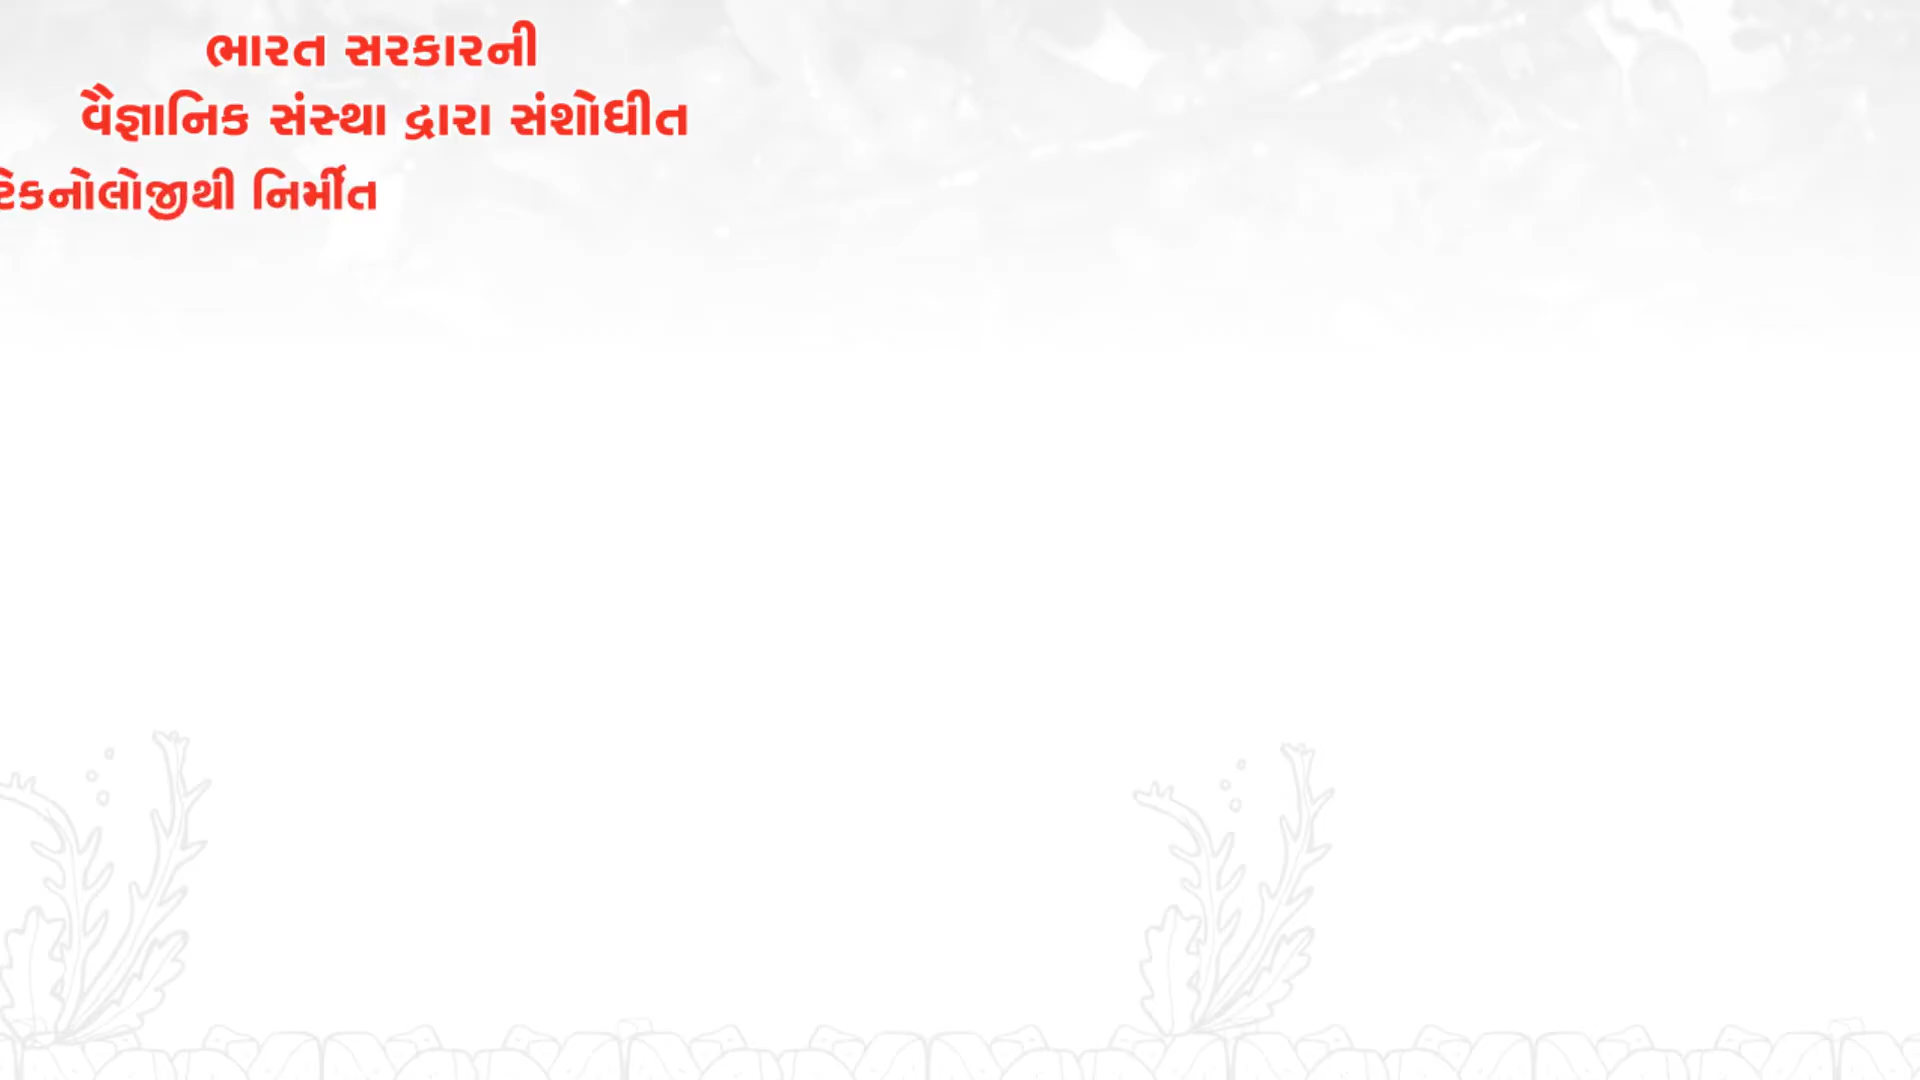 ભારત સરકારની
વૈજ્ઞાનિક સંસ્થા દ્વારા સંશોધીત
ટેકનોલોજીથી નિર્મીત